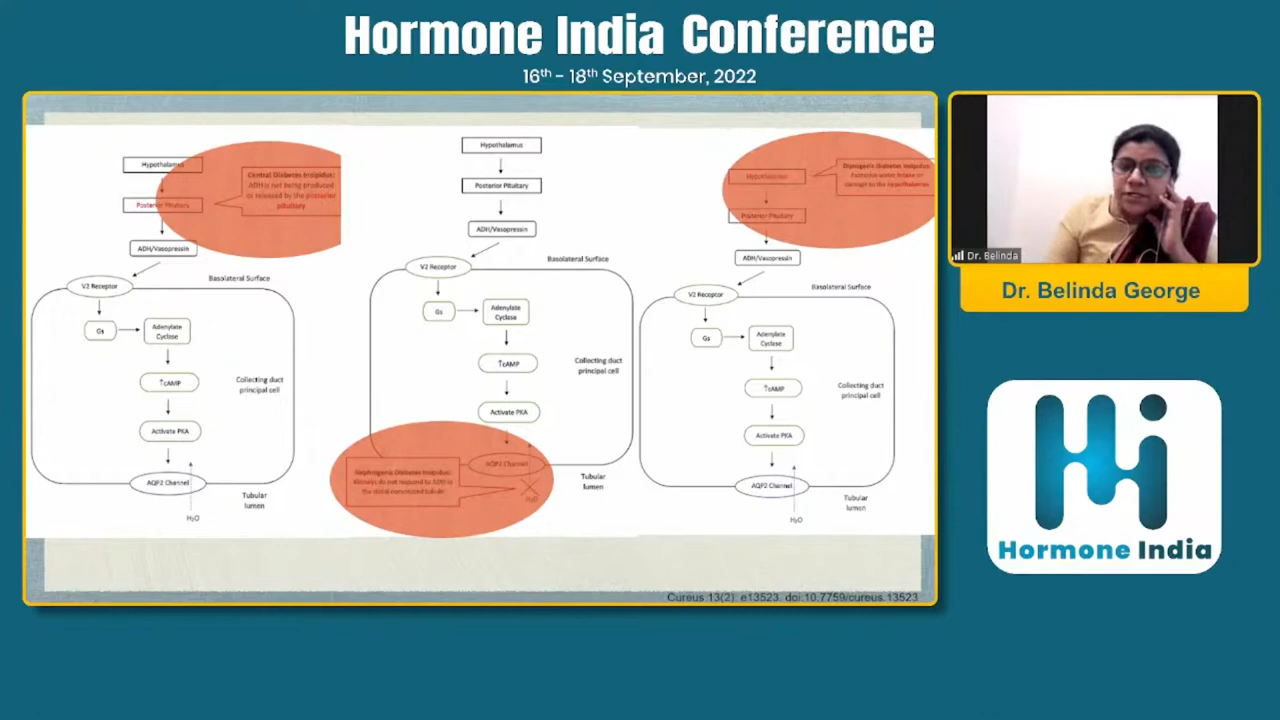 Hormone India Conference
16th - 18th September, 2022
Hypothalamus
Central Diabetes Insipidus:
ADH is not being produced
or released by the posterior
pituitary
Posterior Pituitary
ADH/Vasopressin
V2 Receptor
Basolateral Surface
Gs
Adenylate
Cyclase
↑cAMP
Collecting duct
principal cell
Activate PKA
AQP2 Channel
Tubular
lumen
H₂O
Hypothalamus
Posterior Pituitary
ADH/Vasopressin
V2 Receptor
Basolateral Surface
Gs
Adenylate
Cyclase
↑cAMP
Collecting duct
principal cell
Activate PKA
AQP2 Channel
Nephrogenic Diabetes Insipidus:
Kidneys do not respond to ADH in
the distal convoluted tubule
H₂O
Tubular
lumen
Hypothalamus
Dipsogenic diabetes insipidus:
Excessive water intake or
damage to the hypothalamus
Posterior Pituitary
ADH/Vasopressin
V2 Receptor
Basolateral Surface
Gs
Adenylate
Cyclase
↑cAMP
Collecting duct
principal cell
Activate PKA
AQP2 Channel
Tubular
lumen
H₂O
Cureus 13(2): e13523. doi:10.7759/cureus.13523
Dr. Belinda
Dr. Belinda George
Hormone India